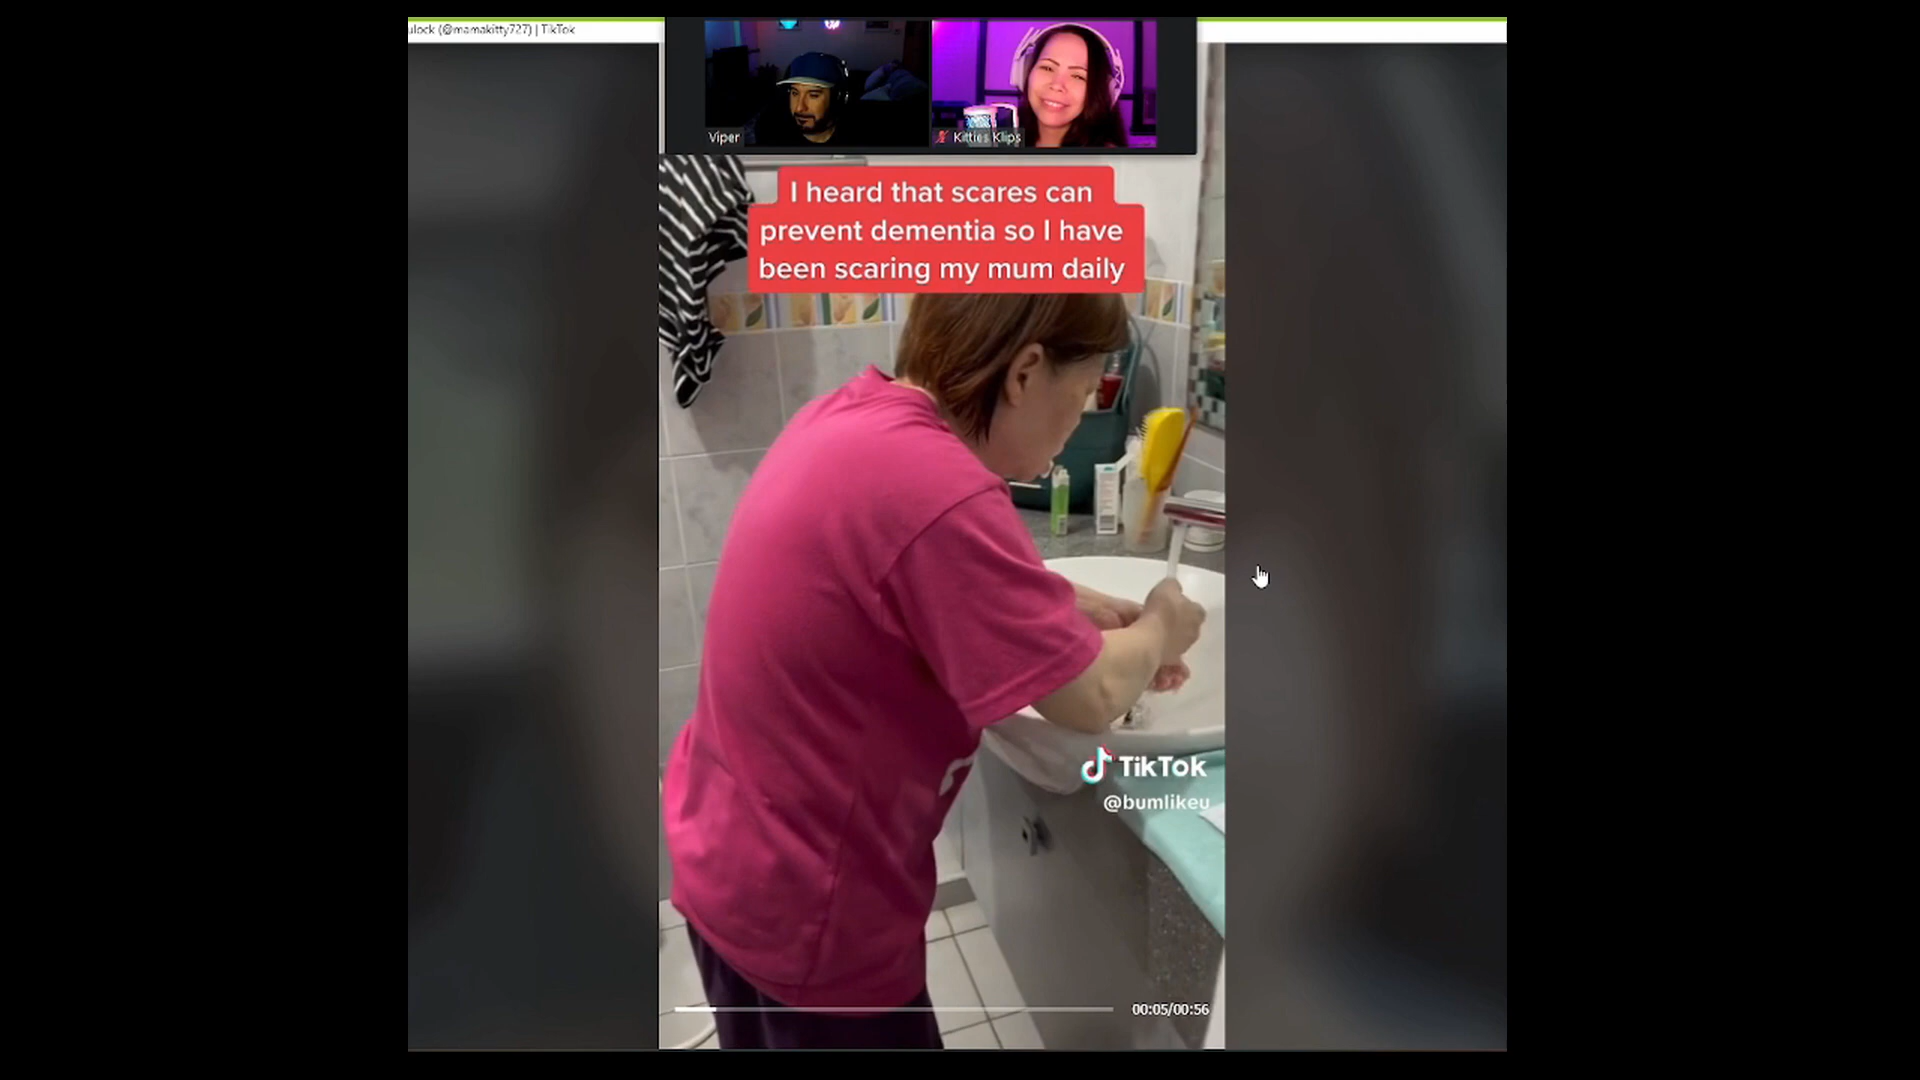 ulock (@mamakitty727) | TikTok
Viper
Kitties Klips
I heard that scares can
prevent dementia so I have
been scaring my mum daily
TikTok
@bumlikeu
00:05/00:56